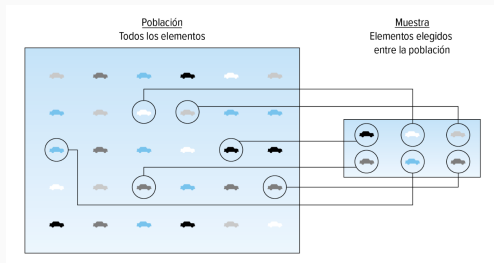 Población
Todos los elementos
Muestra
Elementos elegidos
entre la población